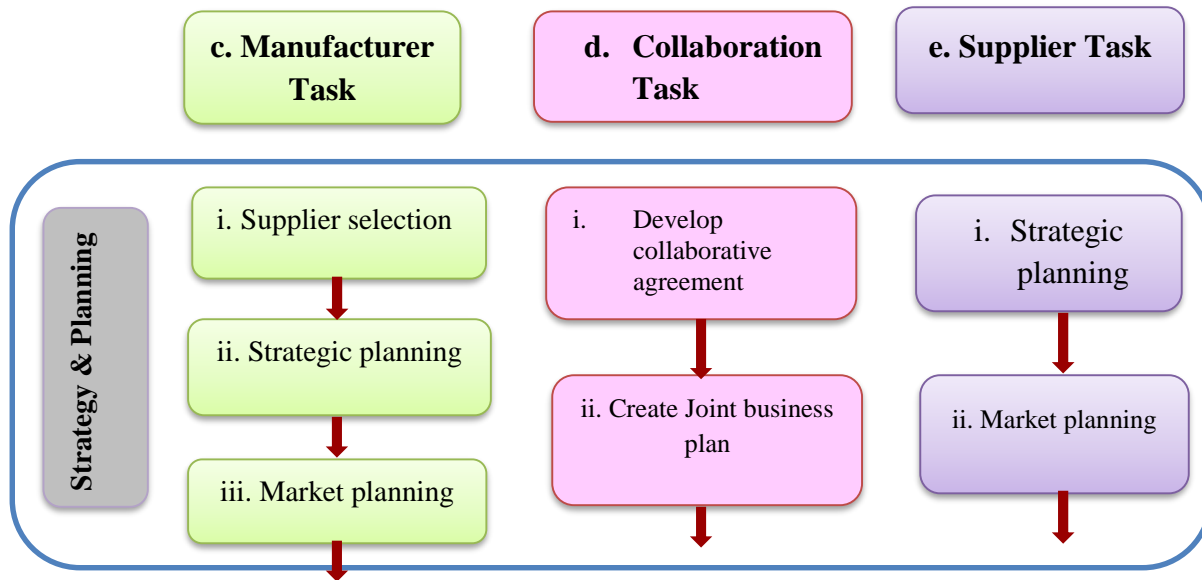 c. Manufacturer
Task
d. Collaboration
Task
e. Supplier Task
Strategy & Planning
i. Supplier selection
ii. Strategic planning
iii. Market planning
i. Develop
collaborative
agreement
ii. Create Joint business
plan
i. Strategic
planning
ii. Market planning